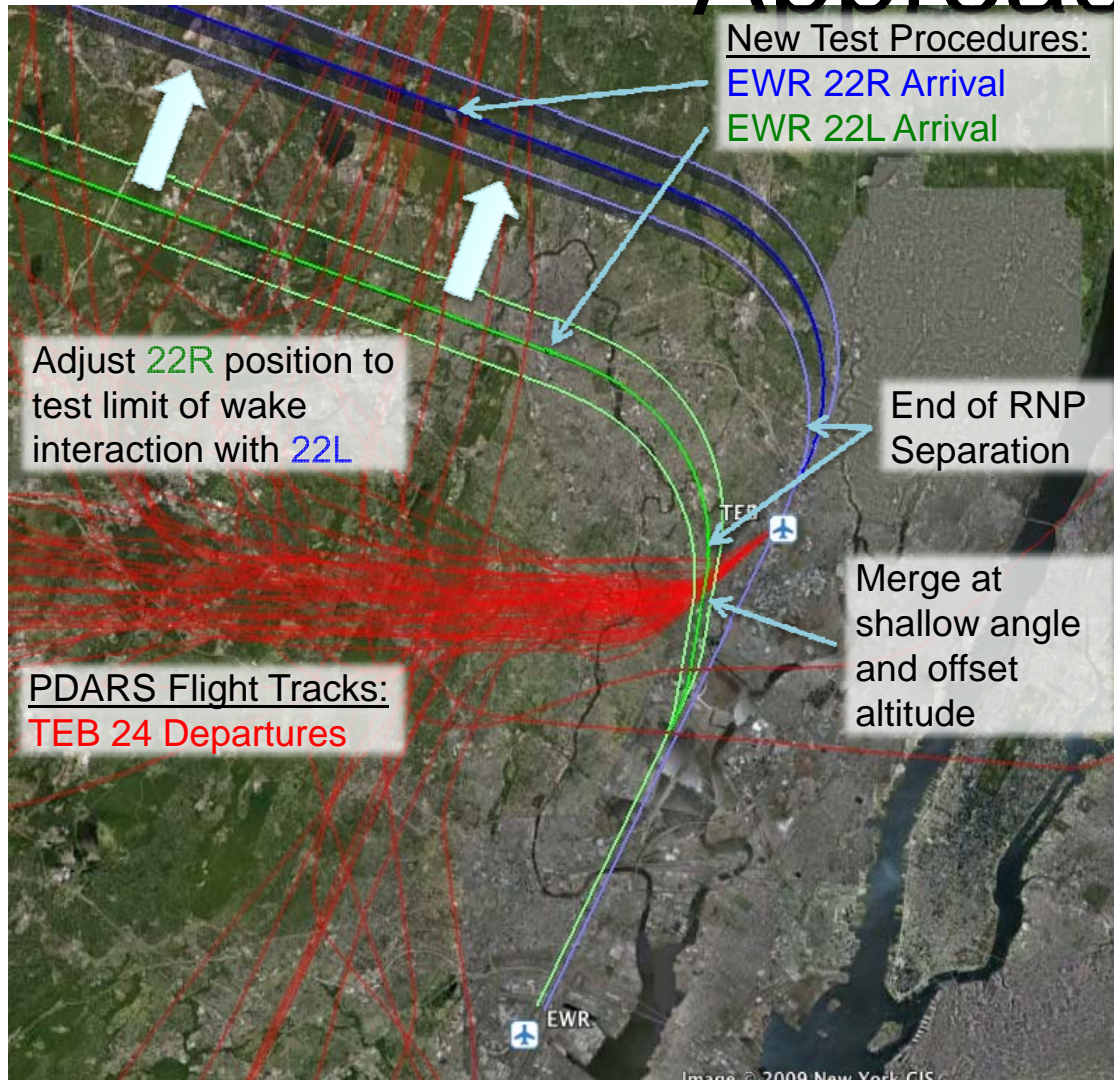 New Test Procedures:
EWR 22R Arrival
EWR 22L Arrival
Adjust 22R position to
test limit of wake
interaction with 22L
End of RNP
Separation
TEB
Merge at
shallow angle
and offset
altitude
PDARS Flight Tracks:
TEB 24 Departures
EWR
Image © 2009 New York GIS